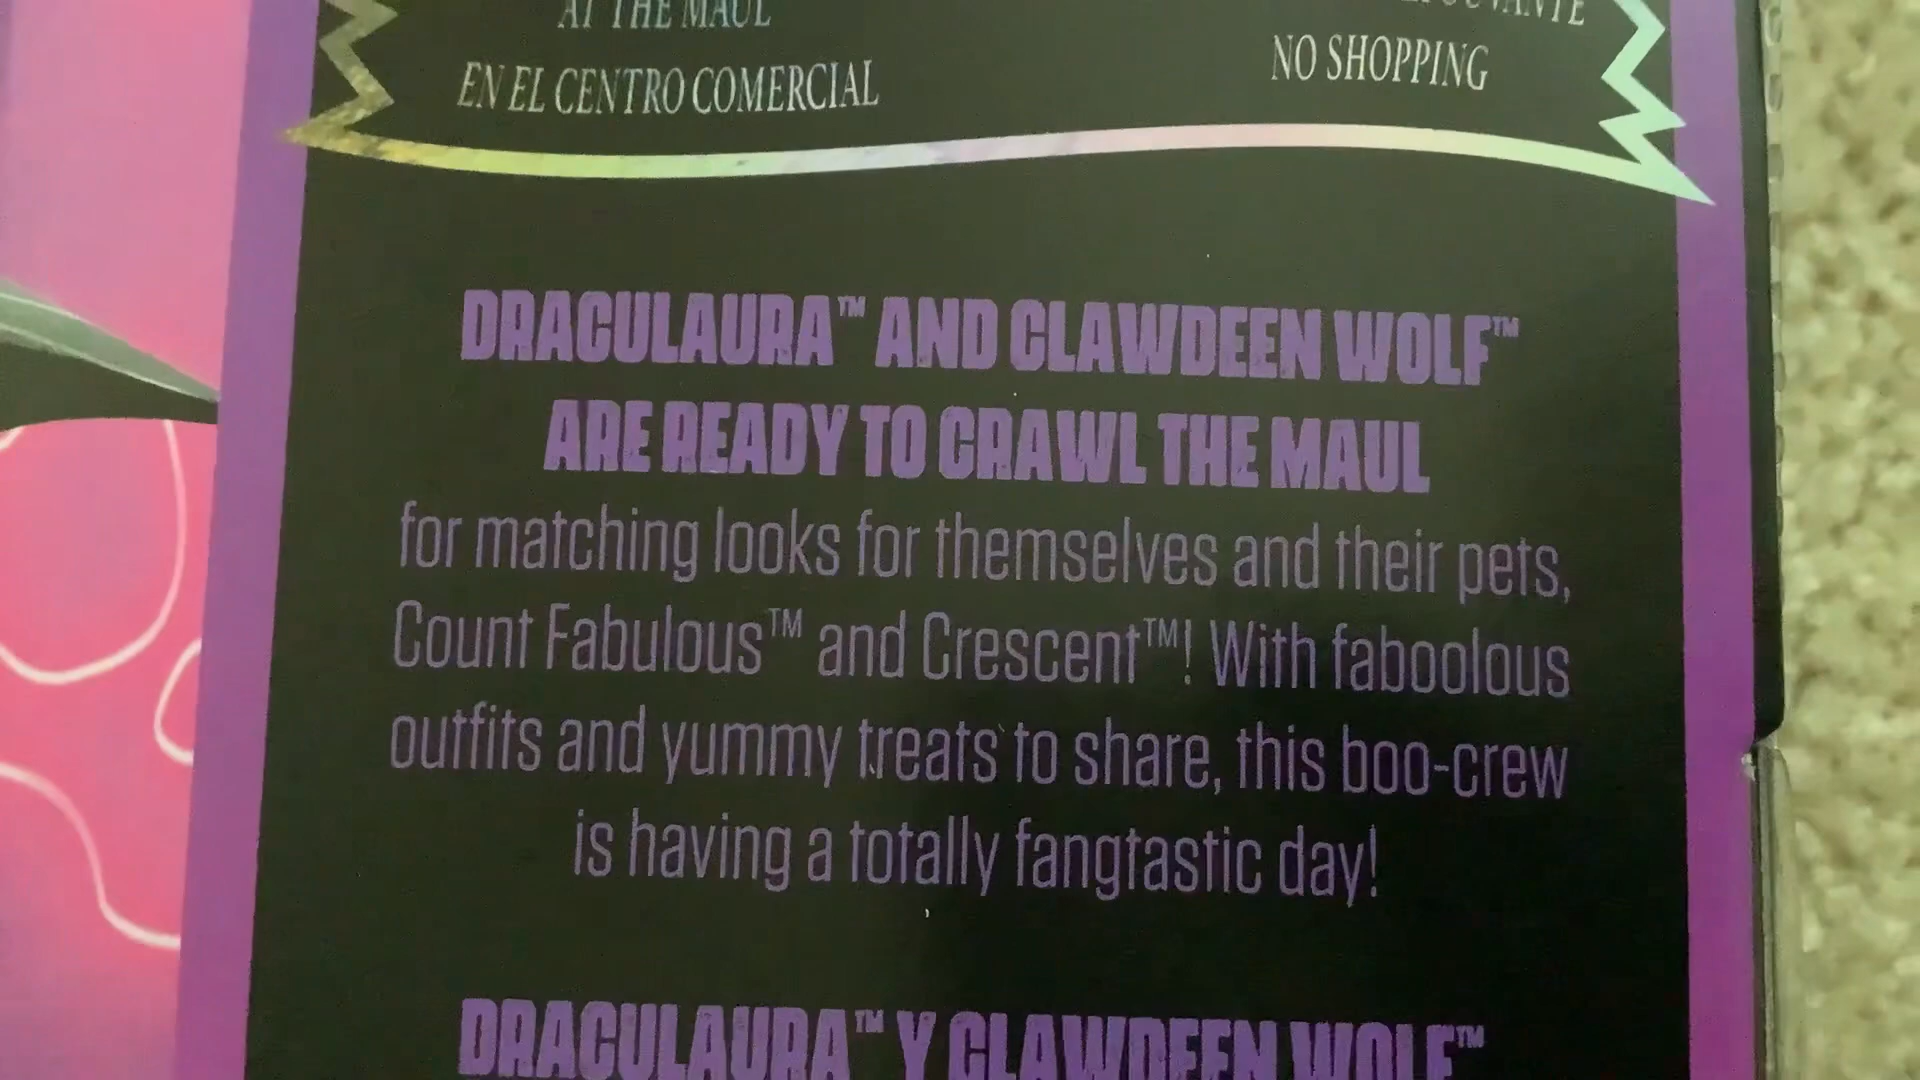 AT THE MAUL
EN EL CENTRO COMERCIAL
NO SHOPPING
DRACULAURA™ AND CLAWDEEN WOLF™
ARE READY TO CRAWL THE MAUL
for matching looks for themselves and their pets,
Count Fabulous™ and Crescent™! With faboolous
outfits and yummy treats to share, this boo-crew
is having a totally fangtastic day!
DRACULAURA™ Y CLAWDEEN WOLF™